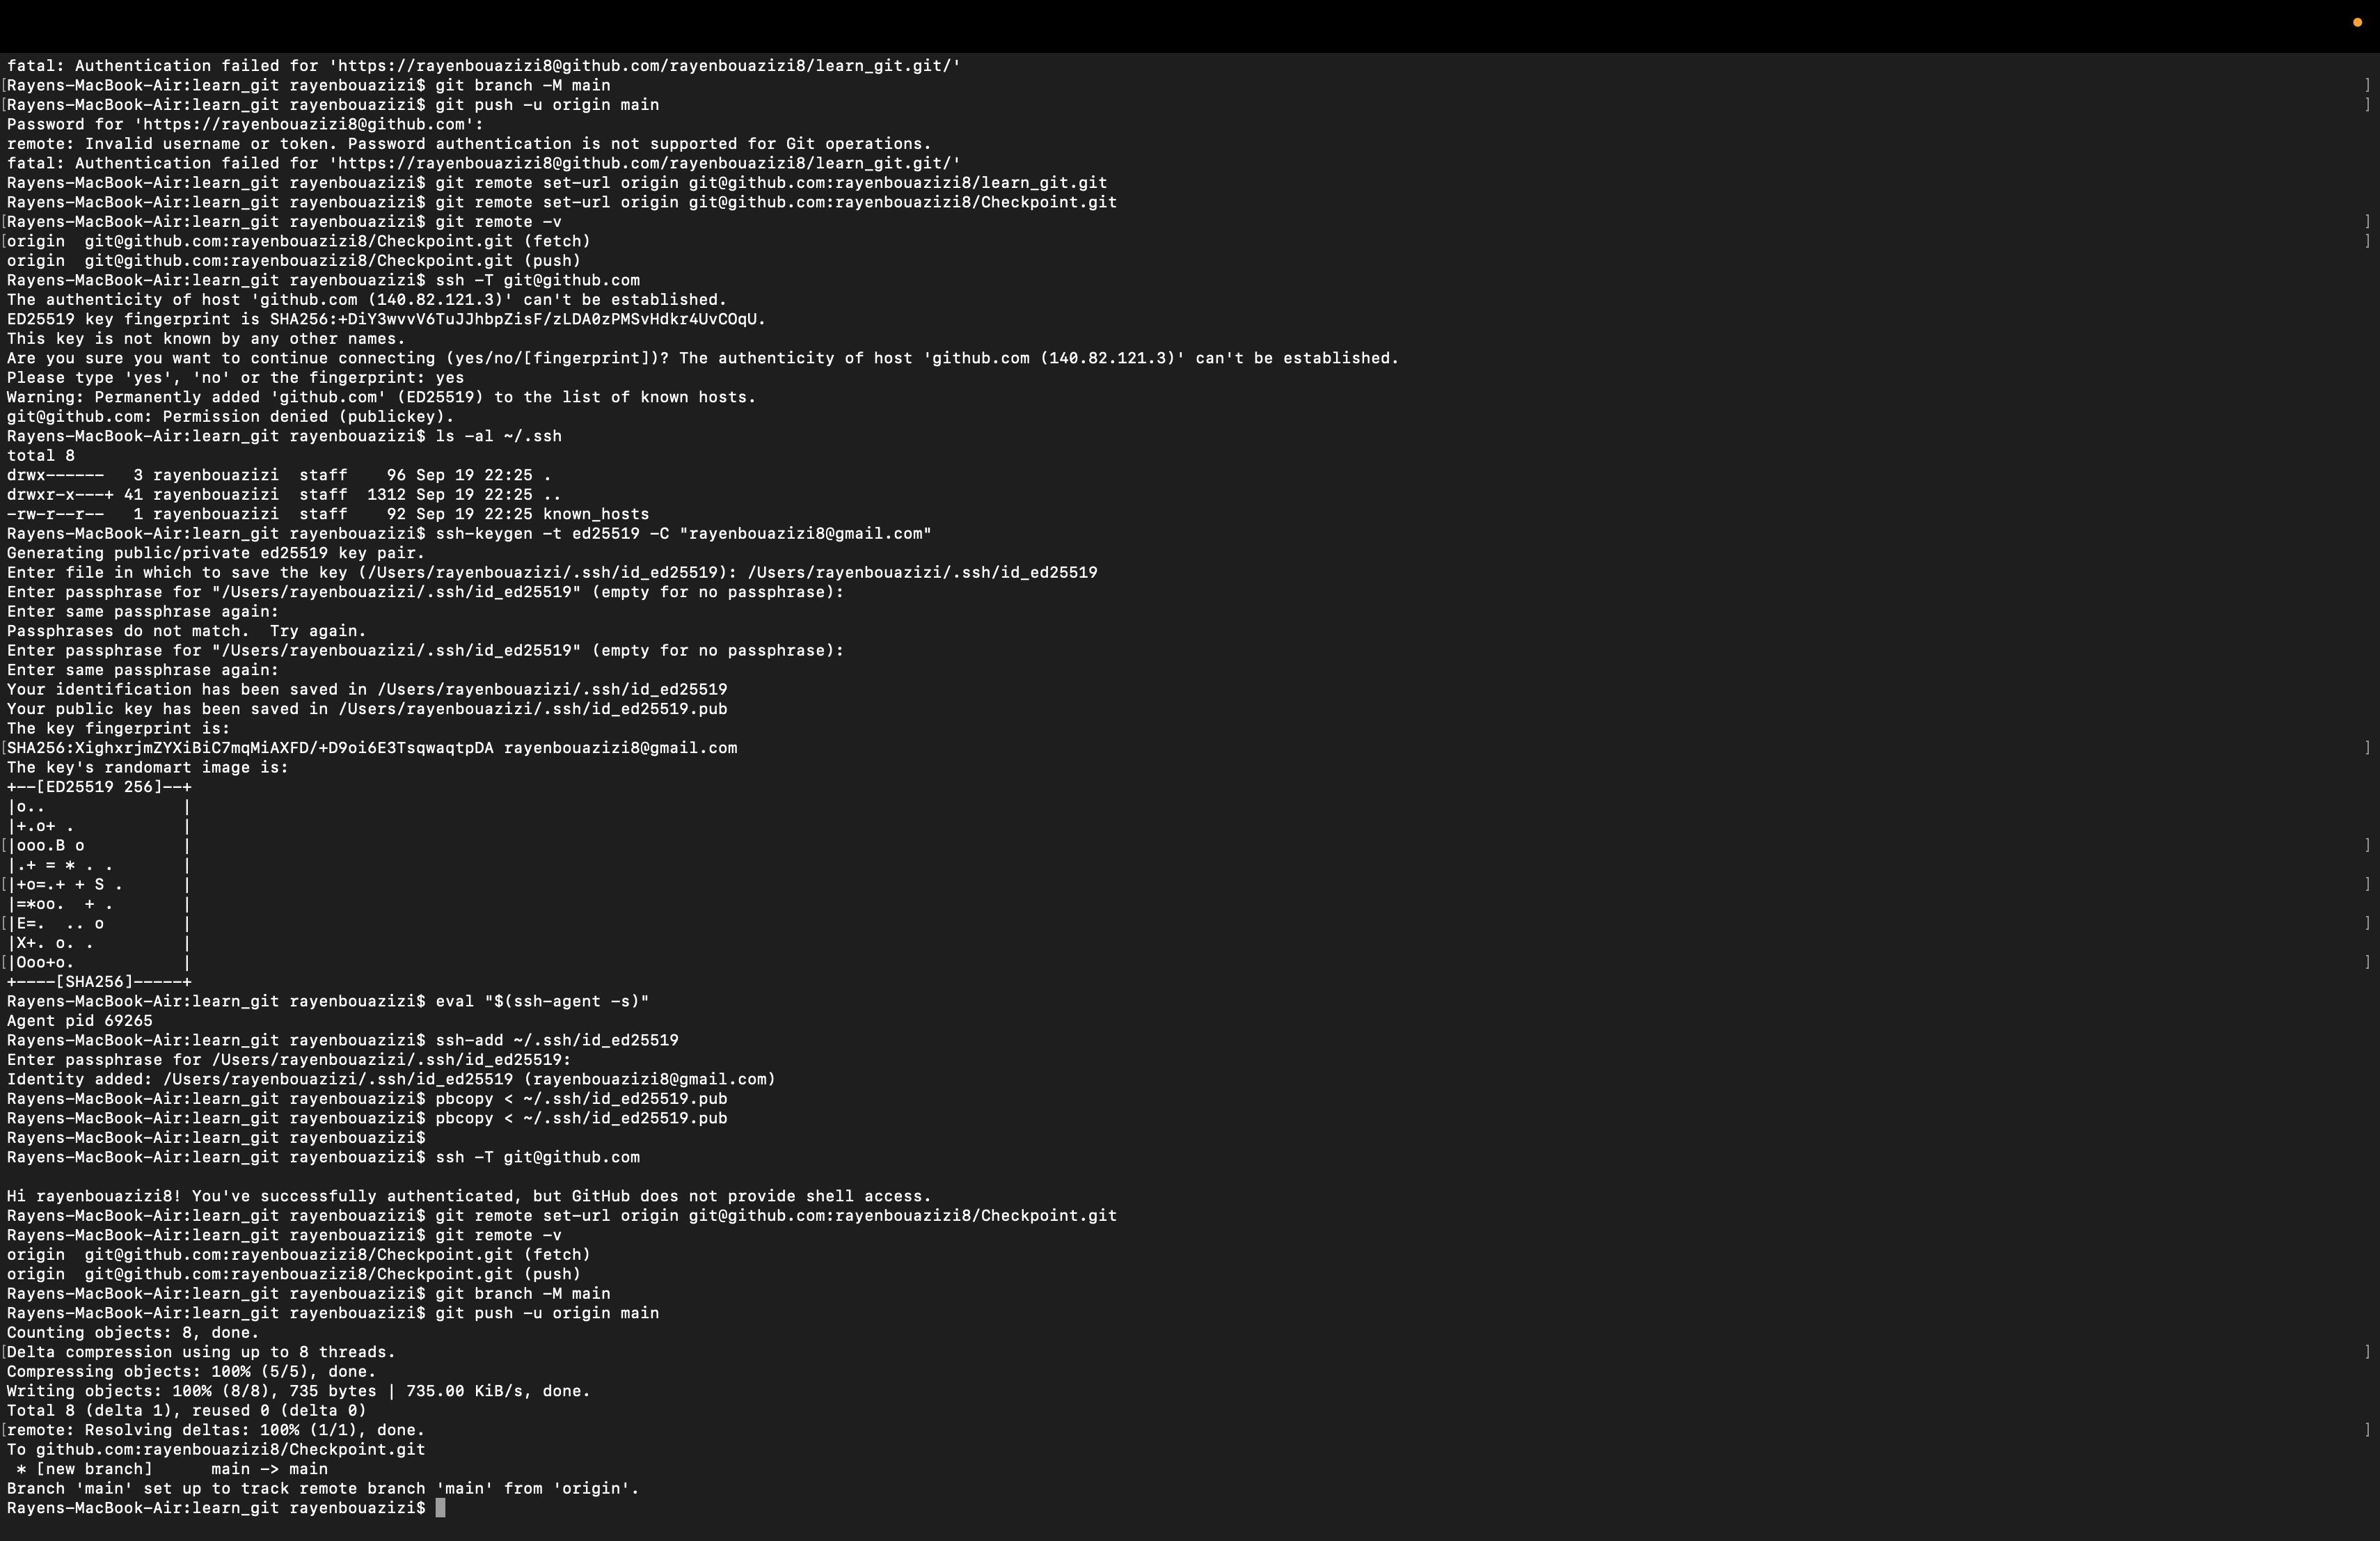 fatal: Authentication failed for 'https://rayenbouazizi8@github.com/rayenbouazizi8/learn_git.git/'
[Rayens-MacBook-Air:learn_git rayenbouazizi$ git branch -M main ]
[Rayens-MacBook-Air:learn_git rayenbouazizi$ git push -u origin main ]
Password for 'https://rayenbouazizi8@github.com':
remote: Invalid username or token. Password authentication is not supported for Git operations.
fatal: Authentication failed for 'https://rayenbouazizi8@github.com/rayenbouazizi8/learn_git.git/'
Rayens-MacBook-Air:learn_git rayenbouazizi$ git remote set-url origin git@github.com:rayenbouazizi8/learn_git.git
Rayens-MacBook-Air:learn_git rayenbouazizi$ git remote set-url origin git@github.com:rayenbouazizi8/Checkpoint.git
[Rayens-MacBook-Air:learn_git rayenbouazizi$ git remote -v ]
[origin  git@github.com:rayenbouazizi8/Checkpoint.git (fetch) ]
origin  git@github.com:rayenbouazizi8/Checkpoint.git (push)
Rayens-MacBook-Air:learn_git rayenbouazizi$ ssh -T git@github.com
The authenticity of host 'github.com (140.82.121.3)' can't be established.
ED25519 key fingerprint is SHA256:+DiY3wvvV6TuJJhbpZisF/zLDA0zPMSvHdkr4UvCOqU.
This key is not known by any other names.
Are you sure you want to continue connecting (yes/no/[fingerprint])? The authenticity of host 'github.com (140.82.121.3)' can't be established.
Please type 'yes', 'no' or the fingerprint: yes
Warning: Permanently added 'github.com' (ED25519) to the list of known hosts.
git@github.com: Permission denied (publickey).
Rayens-MacBook-Air:learn_git rayenbouazizi$ ls -al ~/.ssh
total 8
drwx------   3 rayenbouazizi  staff    96 Sep 19 22:25 .
drwxr-x---+ 41 rayenbouazizi  staff  1312 Sep 19 22:25 ..
-rw-r--r--   1 rayenbouazizi  staff    92 Sep 19 22:25 known_hosts
Rayens-MacBook-Air:learn_git rayenbouazizi$ ssh-keygen -t ed25519 -C "rayenbouazizi8@gmail.com"
Generating public/private ed25519 key pair.
Enter file in which to save the key (/Users/rayenbouazizi/.ssh/id_ed25519): /Users/rayenbouazizi/.ssh/id_ed25519
Enter passphrase for "/Users/rayenbouazizi/.ssh/id_ed25519" (empty for no passphrase):
Enter same passphrase again:
Passphrases do not match.  Try again.
Enter passphrase for "/Users/rayenbouazizi/.ssh/id_ed25519" (empty for no passphrase):
Enter same passphrase again:
Your identification has been saved in /Users/rayenbouazizi/.ssh/id_ed25519
Your public key has been saved in /Users/rayenbouazizi/.ssh/id_ed25519.pub
The key fingerprint is:
[SHA256:XighxrjmZYXiBiC7mqMiAXFD/+D9oi6E3TsqwaqtpDA rayenbouazizi8@gmail.com ]
The key's randomart image is:
+--[ED25519 256]--+
|o..              |
|+.o+ .           |
[|ooo.B o          | ]
|.+ = * . .       |
[|+o=.+ + S .      | ]
|=*oo.  + .       |
[|E=.  .. o        | ]
|X+. o. .         |
[|Ooo+o.           | ]
+----[SHA256]-----+
Rayens-MacBook-Air:learn_git rayenbouazizi$ eval "$(ssh-agent -s)"
Agent pid 69265
Rayens-MacBook-Air:learn_git rayenbouazizi$ ssh-add ~/.ssh/id_ed25519
Enter passphrase for /Users/rayenbouazizi/.ssh/id_ed25519:
Identity added: /Users/rayenbouazizi/.ssh/id_ed25519 (rayenbouazizi8@gmail.com)
Rayens-MacBook-Air:learn_git rayenbouazizi$ pbcopy < ~/.ssh/id_ed25519.pub
Rayens-MacBook-Air:learn_git rayenbouazizi$ pbcopy < ~/.ssh/id_ed25519.pub
Rayens-MacBook-Air:learn_git rayenbouazizi$
Rayens-MacBook-Air:learn_git rayenbouazizi$ ssh -T git@github.com
Hi rayenbouazizi8! You've successfully authenticated, but GitHub does not provide shell access.
Rayens-MacBook-Air:learn_git rayenbouazizi$ git remote set-url origin git@github.com:rayenbouazizi8/Checkpoint.git
Rayens-MacBook-Air:learn_git rayenbouazizi$ git remote -v
origin  git@github.com:rayenbouazizi8/Checkpoint.git (fetch)
origin  git@github.com:rayenbouazizi8/Checkpoint.git (push)
Rayens-MacBook-Air:learn_git rayenbouazizi$ git branch -M main
Rayens-MacBook-Air:learn_git rayenbouazizi$ git push -u origin main
Counting objects: 8, done.
[Delta compression using up to 8 threads. ]
Compressing objects: 100% (5/5), done.
Writing objects: 100% (8/8), 735 bytes | 735.00 KiB/s, done.
Total 8 (delta 1), reused 0 (delta 0)
[remote: Resolving deltas: 100% (1/1), done. ]
To github.com:rayenbouazizi8/Checkpoint.git
 * [new branch]      main -> main
Branch 'main' set up to track remote branch 'main' from 'origin'.
Rayens-MacBook-Air:learn_git rayenbouazizi$